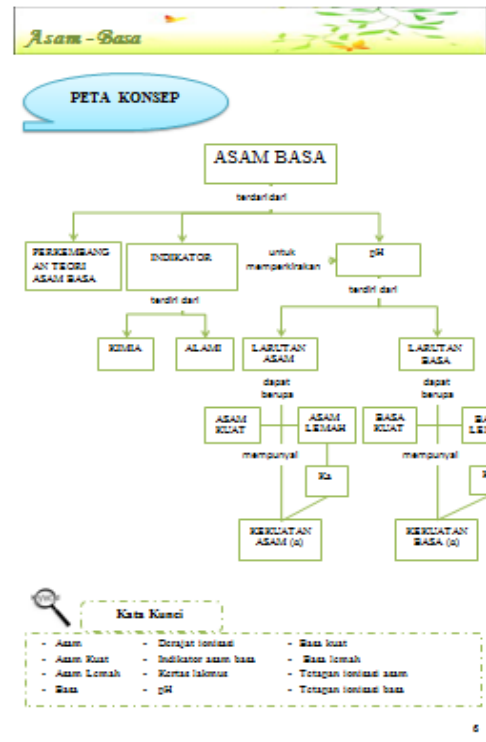 Asam - Basa
PETA KONSEP
ASAM BASA
terdari dari
PERKEMBANG
AN TEORI
ASAM BASA
INDIKATOR
untuk
memperkirakan
pH
terdiri dari
terdiri dari
KIMIA
ALAMI
LARUTAN
ASAM
LARUTAN
BASA
dapat
berupa
dapat
berupa
ASAM
KUAT
ASAM
LEMAH
BASA
KUAT
BA
LE
mempunyai
mempunyai
Ka
K
KEKUATAN
ASAM (α)
KEKUATAN
BASA (α)
Kata Kunci
- Asam
- Asam Kuat
- Asam Lemah
- Basa
- Derajat ionisasi
- Indikator asam basa
- Kertas lakmus
- pH
- Basa kuat
- Basa lemah
- Tetapan ionisasi asam
- Tetapan ionisasi basa
6